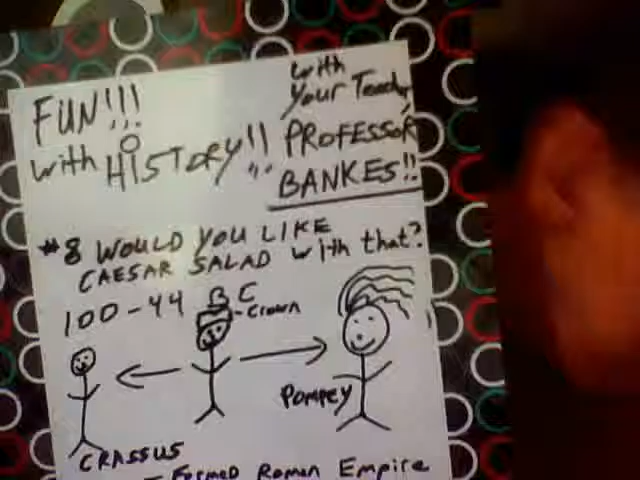 FUN!!!
with HISTORY!!
with
Your Teacher,
PROFESSOR
BANKES!!
#8 WOULD YOU LIKE
CAESAR SALAD with that?
100-44 BC
crown
POMPEY
CRASSUS
- Formed Roman Empire